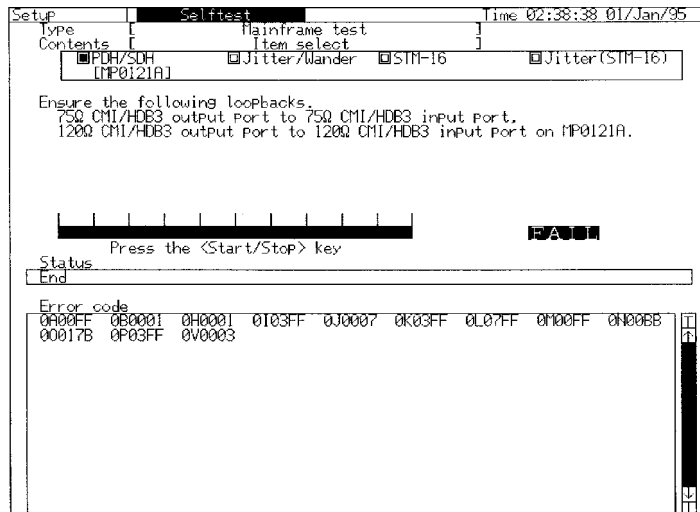 Setup Selftest Time 02:38:38 01/Jan/95
Type [ Mainframe test ]
Contents [ Item select ]
PDH/SDH Jitter/Wander STM-16 Jitter(STM-16)
[MP0121A]
Ensure the following loopbacks.
75Ω CMI/HDB3 output port to 75Ω CMI/HDB3 input port.
120Ω CMI/HDB3 output port to 120Ω CMI/HDB3 input port on MP0121A.
FAIL
Press the <Start/Stop> key
Status
End
Error code
0A00FF 0B0001 0H0001 0I03FF 0J0007 0K03FF 0L07FF 0M00FF 0N00BB
0O017B 0P03FF 0V0003